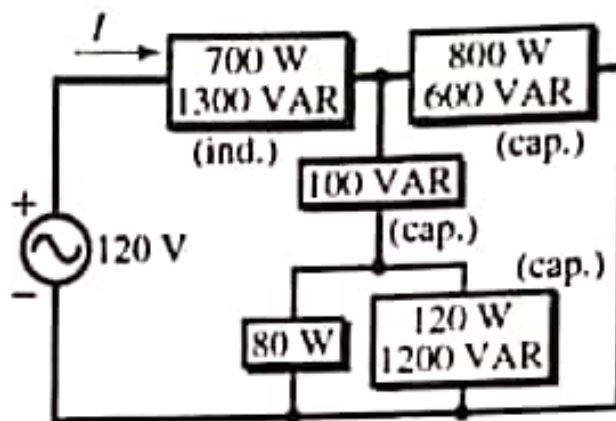 I
700 W
1300 VAR
(ind.)
800 W
600 VAR
(cap.)
100 VAR
(cap.)
+
120 V
−
80 W
(cap.)
120 W
1200 VAR